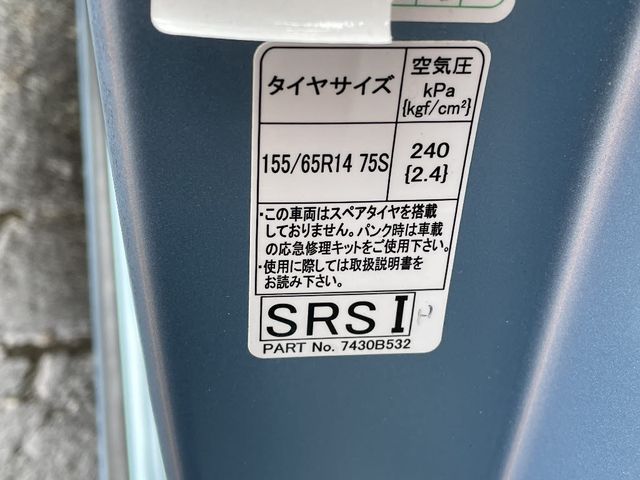 タイヤサイズ
空気圧
kPa
{kgf/cm²}
155/65R14 75S
240
{2.4}
・この車両はスペアタイヤを搭載
しておりません。パンク時は車載
の応急修理キットをご使用下さい。
・使用に際しては取扱説明書を
お読み下さい。
SRS I
PART No. 7430B532